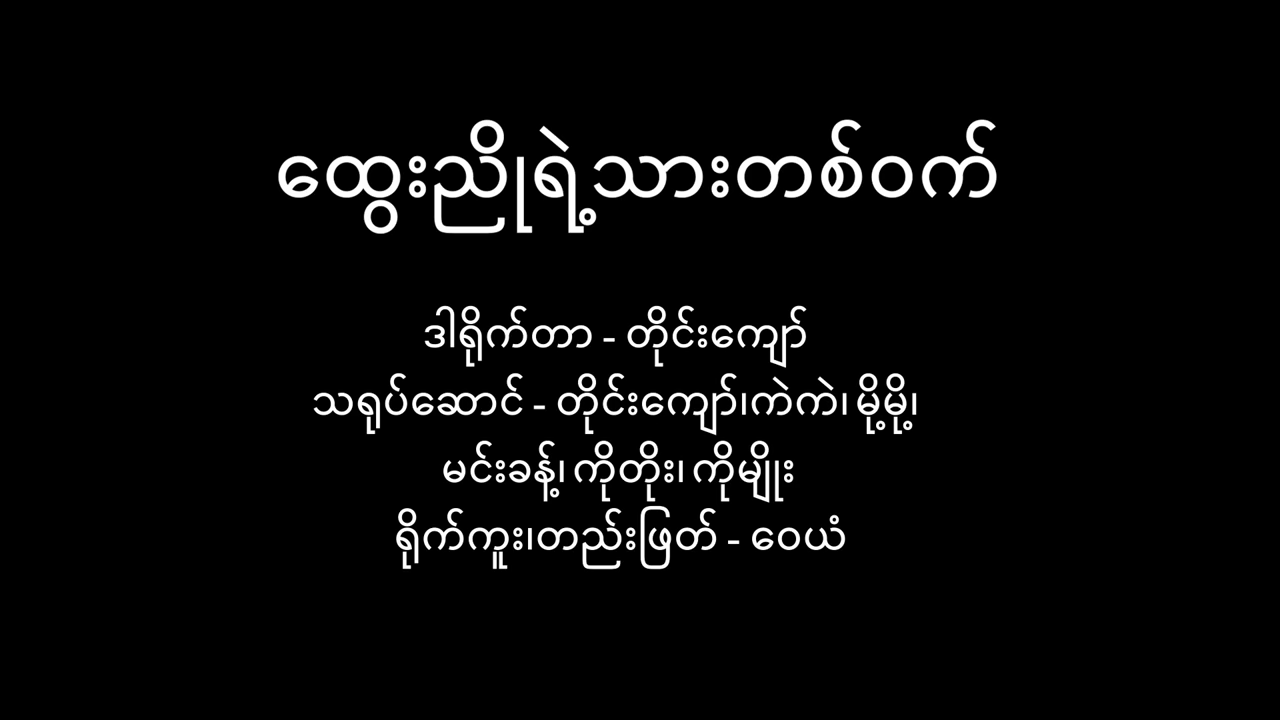 ထွေးညိုရဲ့သားတစ်ဝက်
ဒါရိုက်တာ - တိုင်းကျော်
သရုပ်ဆောင် - တိုင်းကျော်၊ကဲကဲ၊ မို့မို့၊
မင်းခန့်၊ ကိုတိုး၊ ကိုမျိုး
ရိုက်ကူး၊တည်းဖြတ် - ဝေယံ